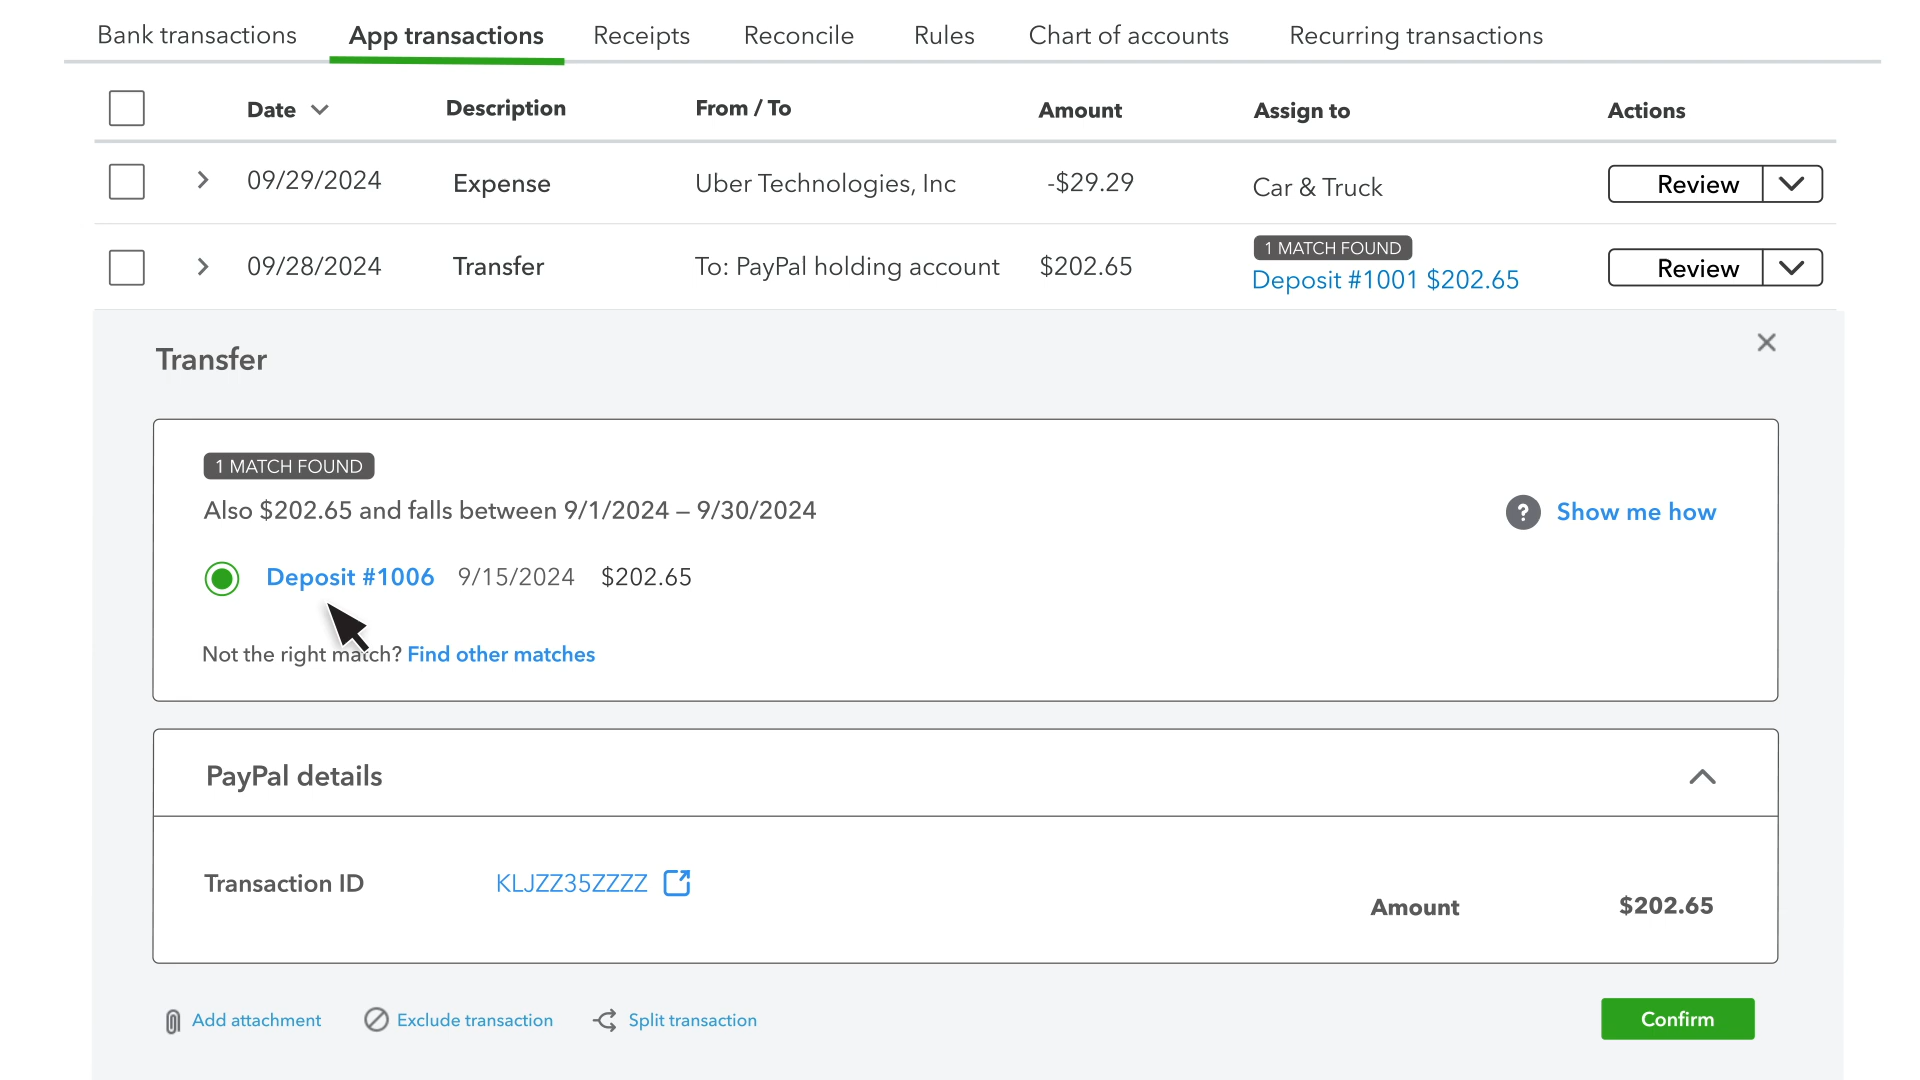 Bank transactions App transactions Receipts Reconcile Rules Chart of accounts Recurring transactions
Date Description From / To Amount Assign to Actions
09/29/2024 Expense Uber Technologies, Inc -$29.29 Car & Truck Review
1 MATCH FOUND
09/28/2024 Transfer To: PayPal holding account $202.65 Deposit #1001 $202.65 Review
Transfer
1 MATCH FOUND
Also $202.65 and falls between 9/1/2024 – 9/30/2024
? Show me how
Deposit #1006 9/15/2024 $202.65
Not the right match? Find other matches
PayPal details
Transaction ID KLJZZ35ZZZZ
Amount $202.65
Add attachment Exclude transaction Split transaction Confirm